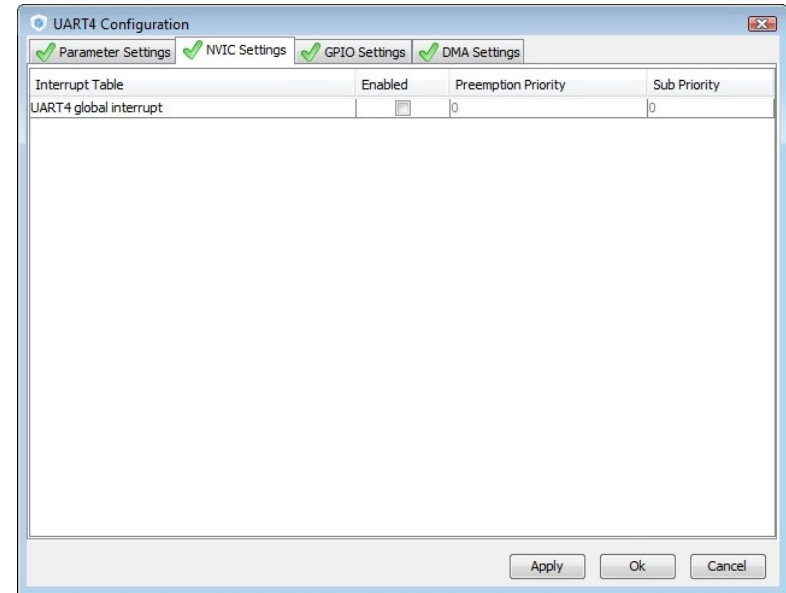 UART4 Configuration
Parameter Settings NVIC Settings GPIO Settings DMA Settings
Interrupt Table Enabled Preemption Priority Sub Priority
UART4 global interrupt 0 0
Apply Ok Cancel